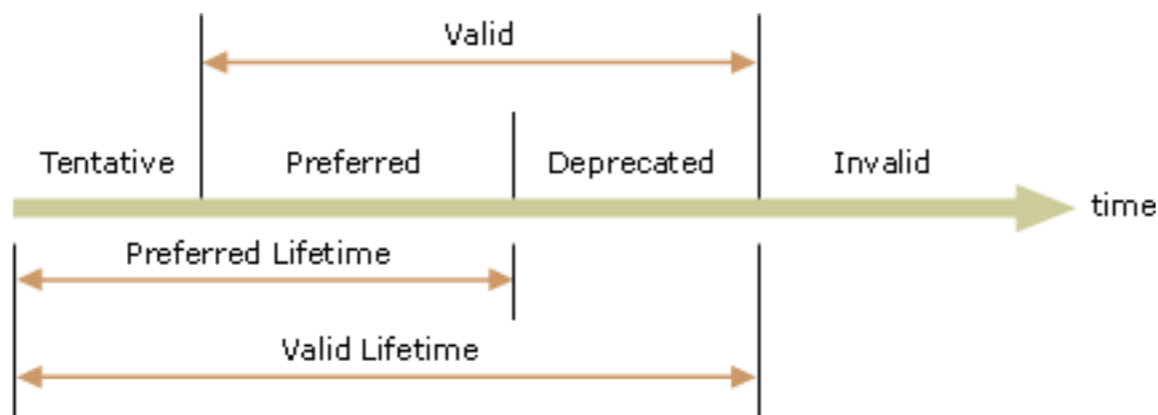 Valid
Tentative Preferred Deprecated Invalid
time
Preferred Lifetime
Valid Lifetime